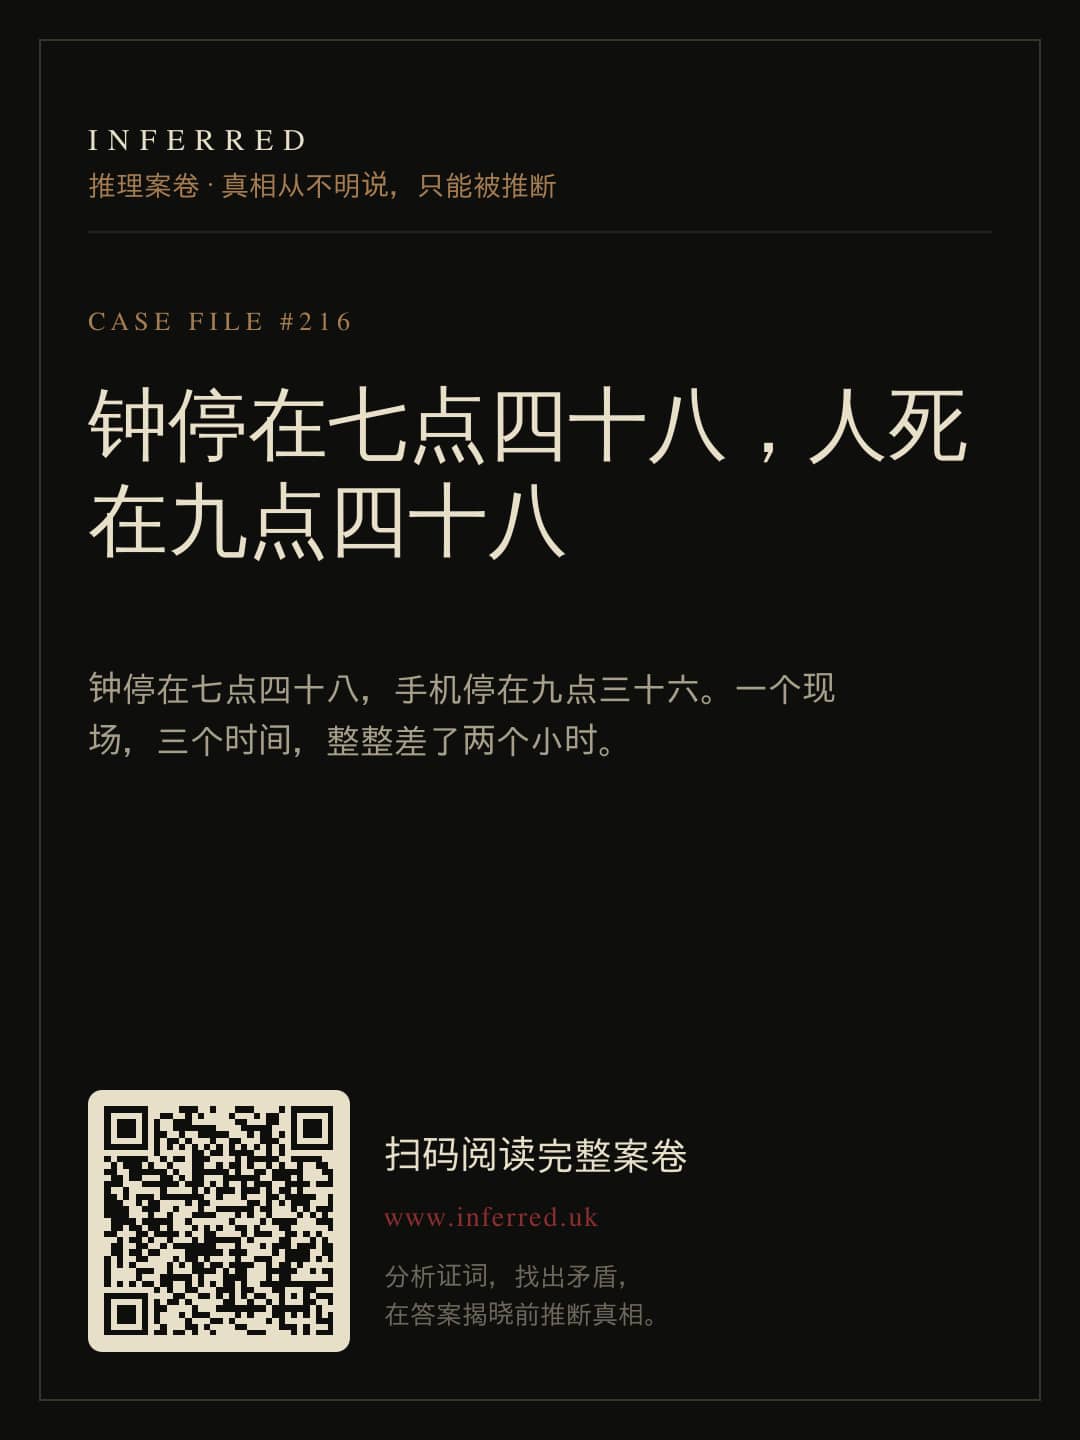 INFERRED
推理案卷 · 真相从不明说，只能被推断
CASE FILE #216
钟停在七点四十八，人死
在九点四十八
钟停在七点四十八，手机停在九点三十六。一个现
场，三个时间，整整差了两个小时。
扫码阅读完整案卷
www.inferred.uk
分析证词，找出矛盾，
在答案揭晓前推断真相。